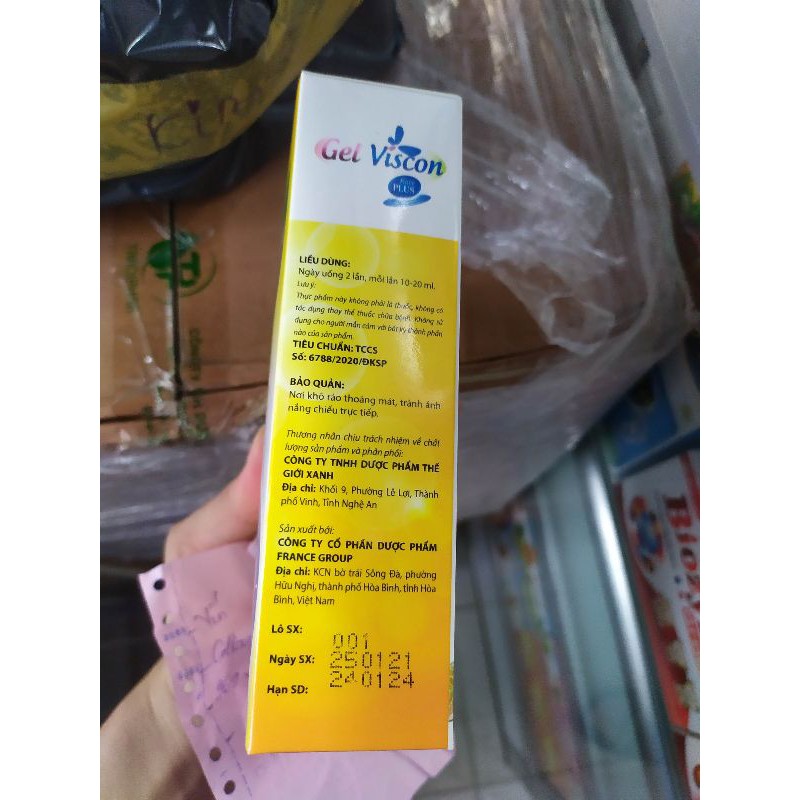 Gel Viscon
PLUS
LIỀU DÙNG:
Ngày uống 2 lần, mỗi lần 10-20 ml.
Lưu ý:
Thực phẩm này không phải là thuốc, không có
tác dụng thay thế thuốc chữa bệnh. Không sử
dụng cho người mẫn cảm với bất kỳ thành phần
nào của sản phẩm.
TIÊU CHUẨN: TCCS
Số: 6788/2020/ĐKSP
BẢO QUẢN:
Nơi khô ráo thoáng mát, tránh ánh
nắng chiếu trực tiếp.
Thương nhân chịu trách nhiệm về chất
lượng sản phẩm và phân phối:
CÔNG TY TNHH DƯỢC PHẨM THẾ
GIỚI XANH
Địa chỉ: Khối 9, Phường Lê Lợi, Thành
phố Vinh, Tỉnh Nghệ An
Sản xuất bởi:
CÔNG TY CỔ PHẦN DƯỢC PHẨM
FRANCE GROUP
Địa chỉ: KCN bờ trái Sông Đà, phường
Hữu Nghị, thành phố Hòa Bình, tỉnh Hòa
Bình, Việt Nam
Lô SX: 001
Ngày SX: 250121
Hạn SD: 240124